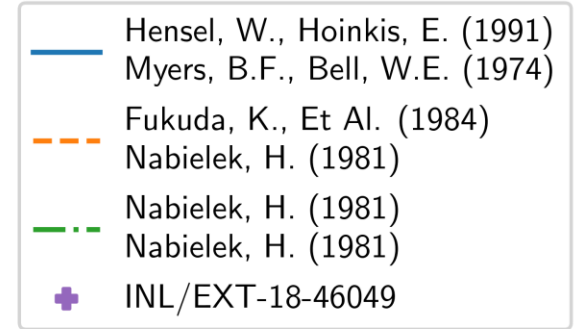 Hensel, W., Hoinkis, E. (1991)
Myers, B.F., Bell, W.E. (1974)
Fukuda, K., Et Al. (1984)
Nabielek, H. (1981)
Nabielek, H. (1981)
Nabielek, H. (1981)
INL/EXT-18-46049